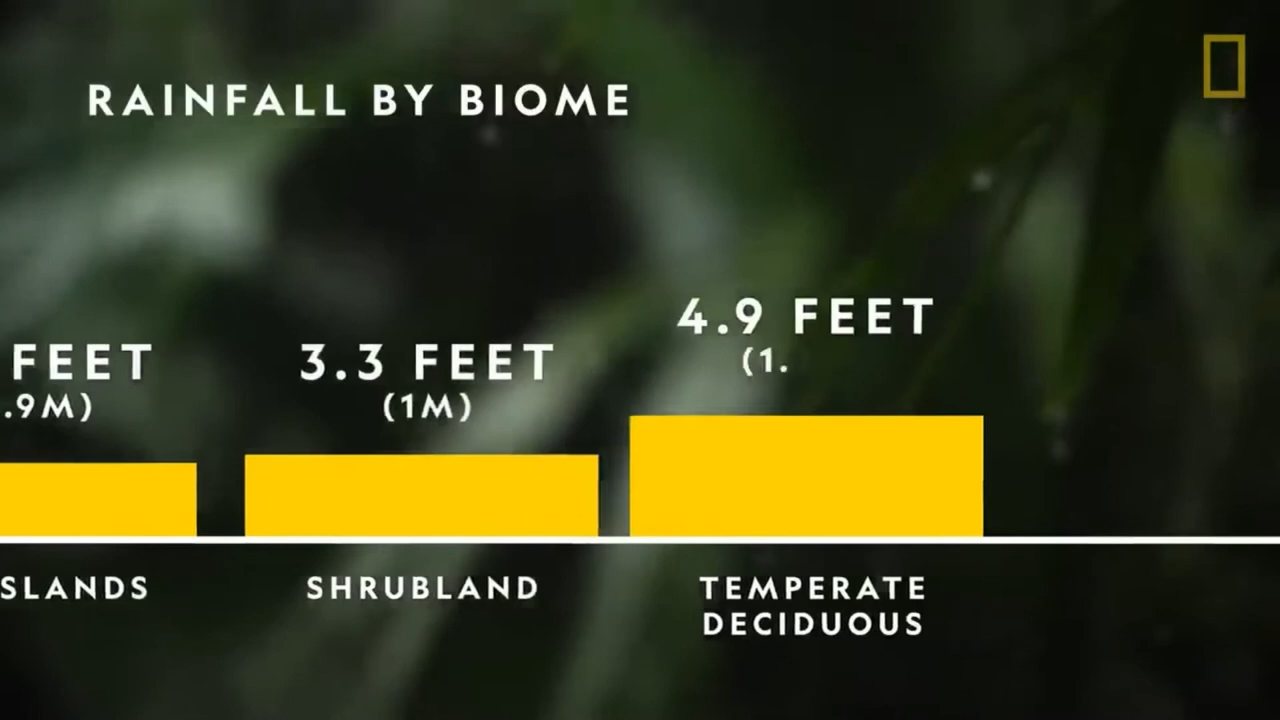 RAINFALL BY BIOME
4.9 FEET
(1.
FEET
3.3 FEET
.9M)
(1M)
SLANDS
SHRUBLAND
TEMPERATE
DECIDUOUS